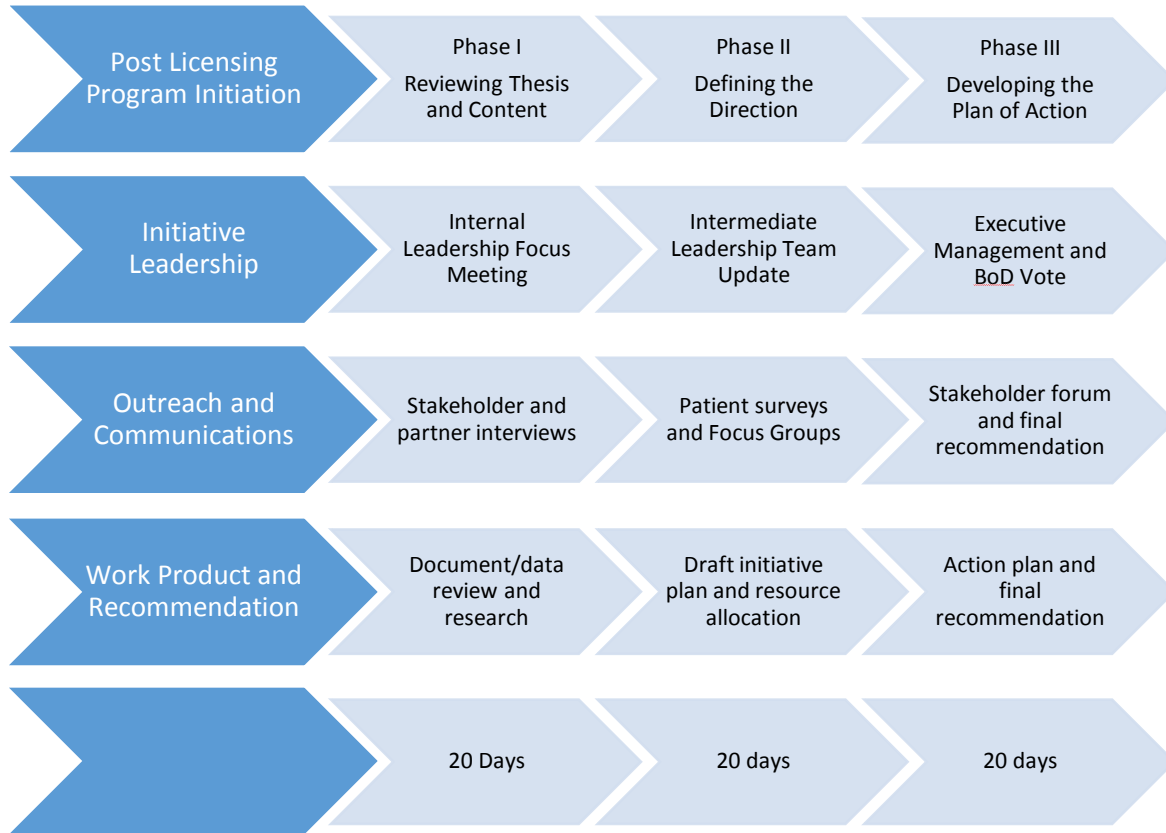 Post Licensing
Program Initiation
Phase I
Reviewing Thesis
and Content
Phase II
Defining the
Direction
Phase III
Developing the
Plan of Action
Initiative
Leadership
Internal
Leadership Focus
Meeting
Intermediate
Leadership Team
Update
Executive
Management and
BoD Vote
Outreach and
Communications
Stakeholder and
partner interviews
Patient surveys
and Focus Groups
Stakeholder forum
and final
recommendation
Work Product and
Recommendation
Document/data
review and
research
Draft initiative
plan and resource
allocation
Action plan and
final
recommendation
20 Days
20 days
20 days